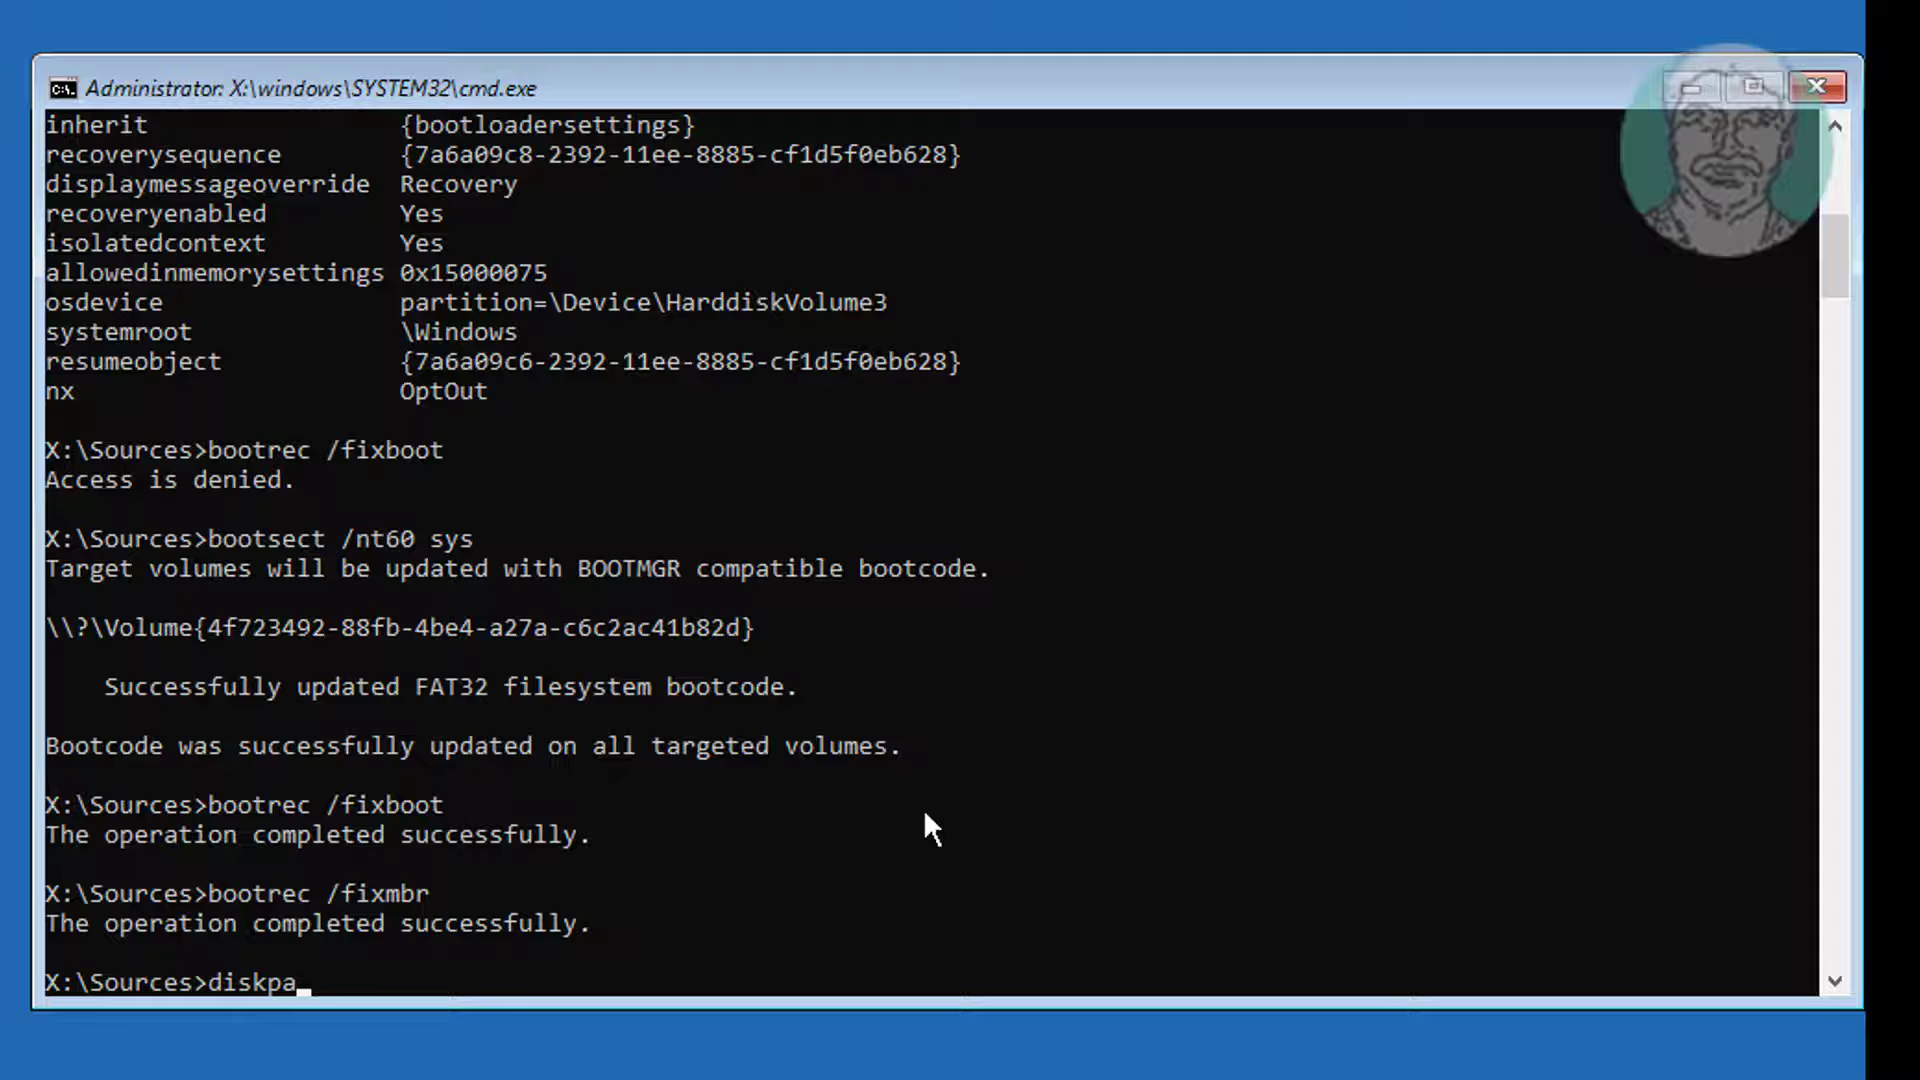 Administrator: X:\windows\SYSTEM32\cmd.exe
inherit                 {bootloadersettings}
recoverysequence        {7a6a09c8-2392-11ee-8885-cf1d5f0eb628}
displaymessageoverride  Recovery
recoveryenabled         Yes
isolatedcontext         Yes
allowedinmemorysettings 0x15000075
osdevice                partition=\Device\HarddiskVolume3
systemroot              \Windows
resumeobject            {7a6a09c6-2392-11ee-8885-cf1d5f0eb628}
nx                      OptOut
X:\Sources>bootrec /fixboot
Access is denied.
X:\Sources>bootsect /nt60 sys
Target volumes will be updated with BOOTMGR compatible bootcode.
\\?\Volume{4f723492-88fb-4be4-a27a-c6c2ac41b82d}
    Successfully updated FAT32 filesystem bootcode.
Bootcode was successfully updated on all targeted volumes.
X:\Sources>bootrec /fixboot
The operation completed successfully.
X:\Sources>bootrec /fixmbr
The operation completed successfully.
X:\Sources>diskpa